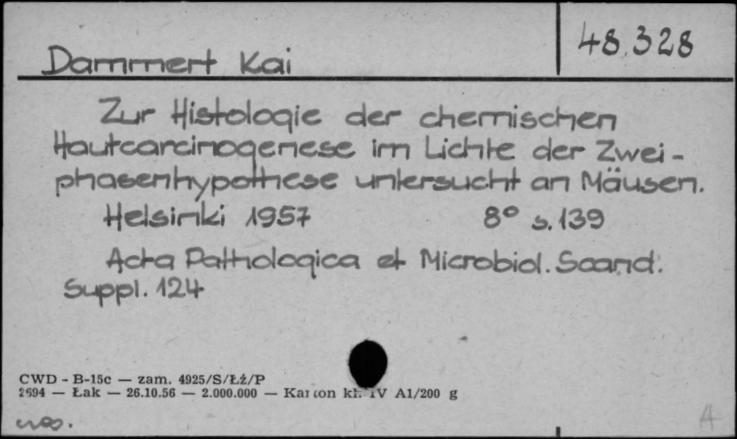 Dammert Kai
48.328
Zur Histologie der chemischen
Hautcarcinogenese im Lichte der Zwei-
phasenhypothese untersucht an Mäusen.
Helsinki 1957 8° s. 139
Acta Pathologica et Microbiol. Scand.
Suppl. 124
CWD - B-15c — zam. 4925/S/Łż/P
2694 — Łak — 26.10.56 — 2.000.000 — Karton kl. IV A1/200 g
A